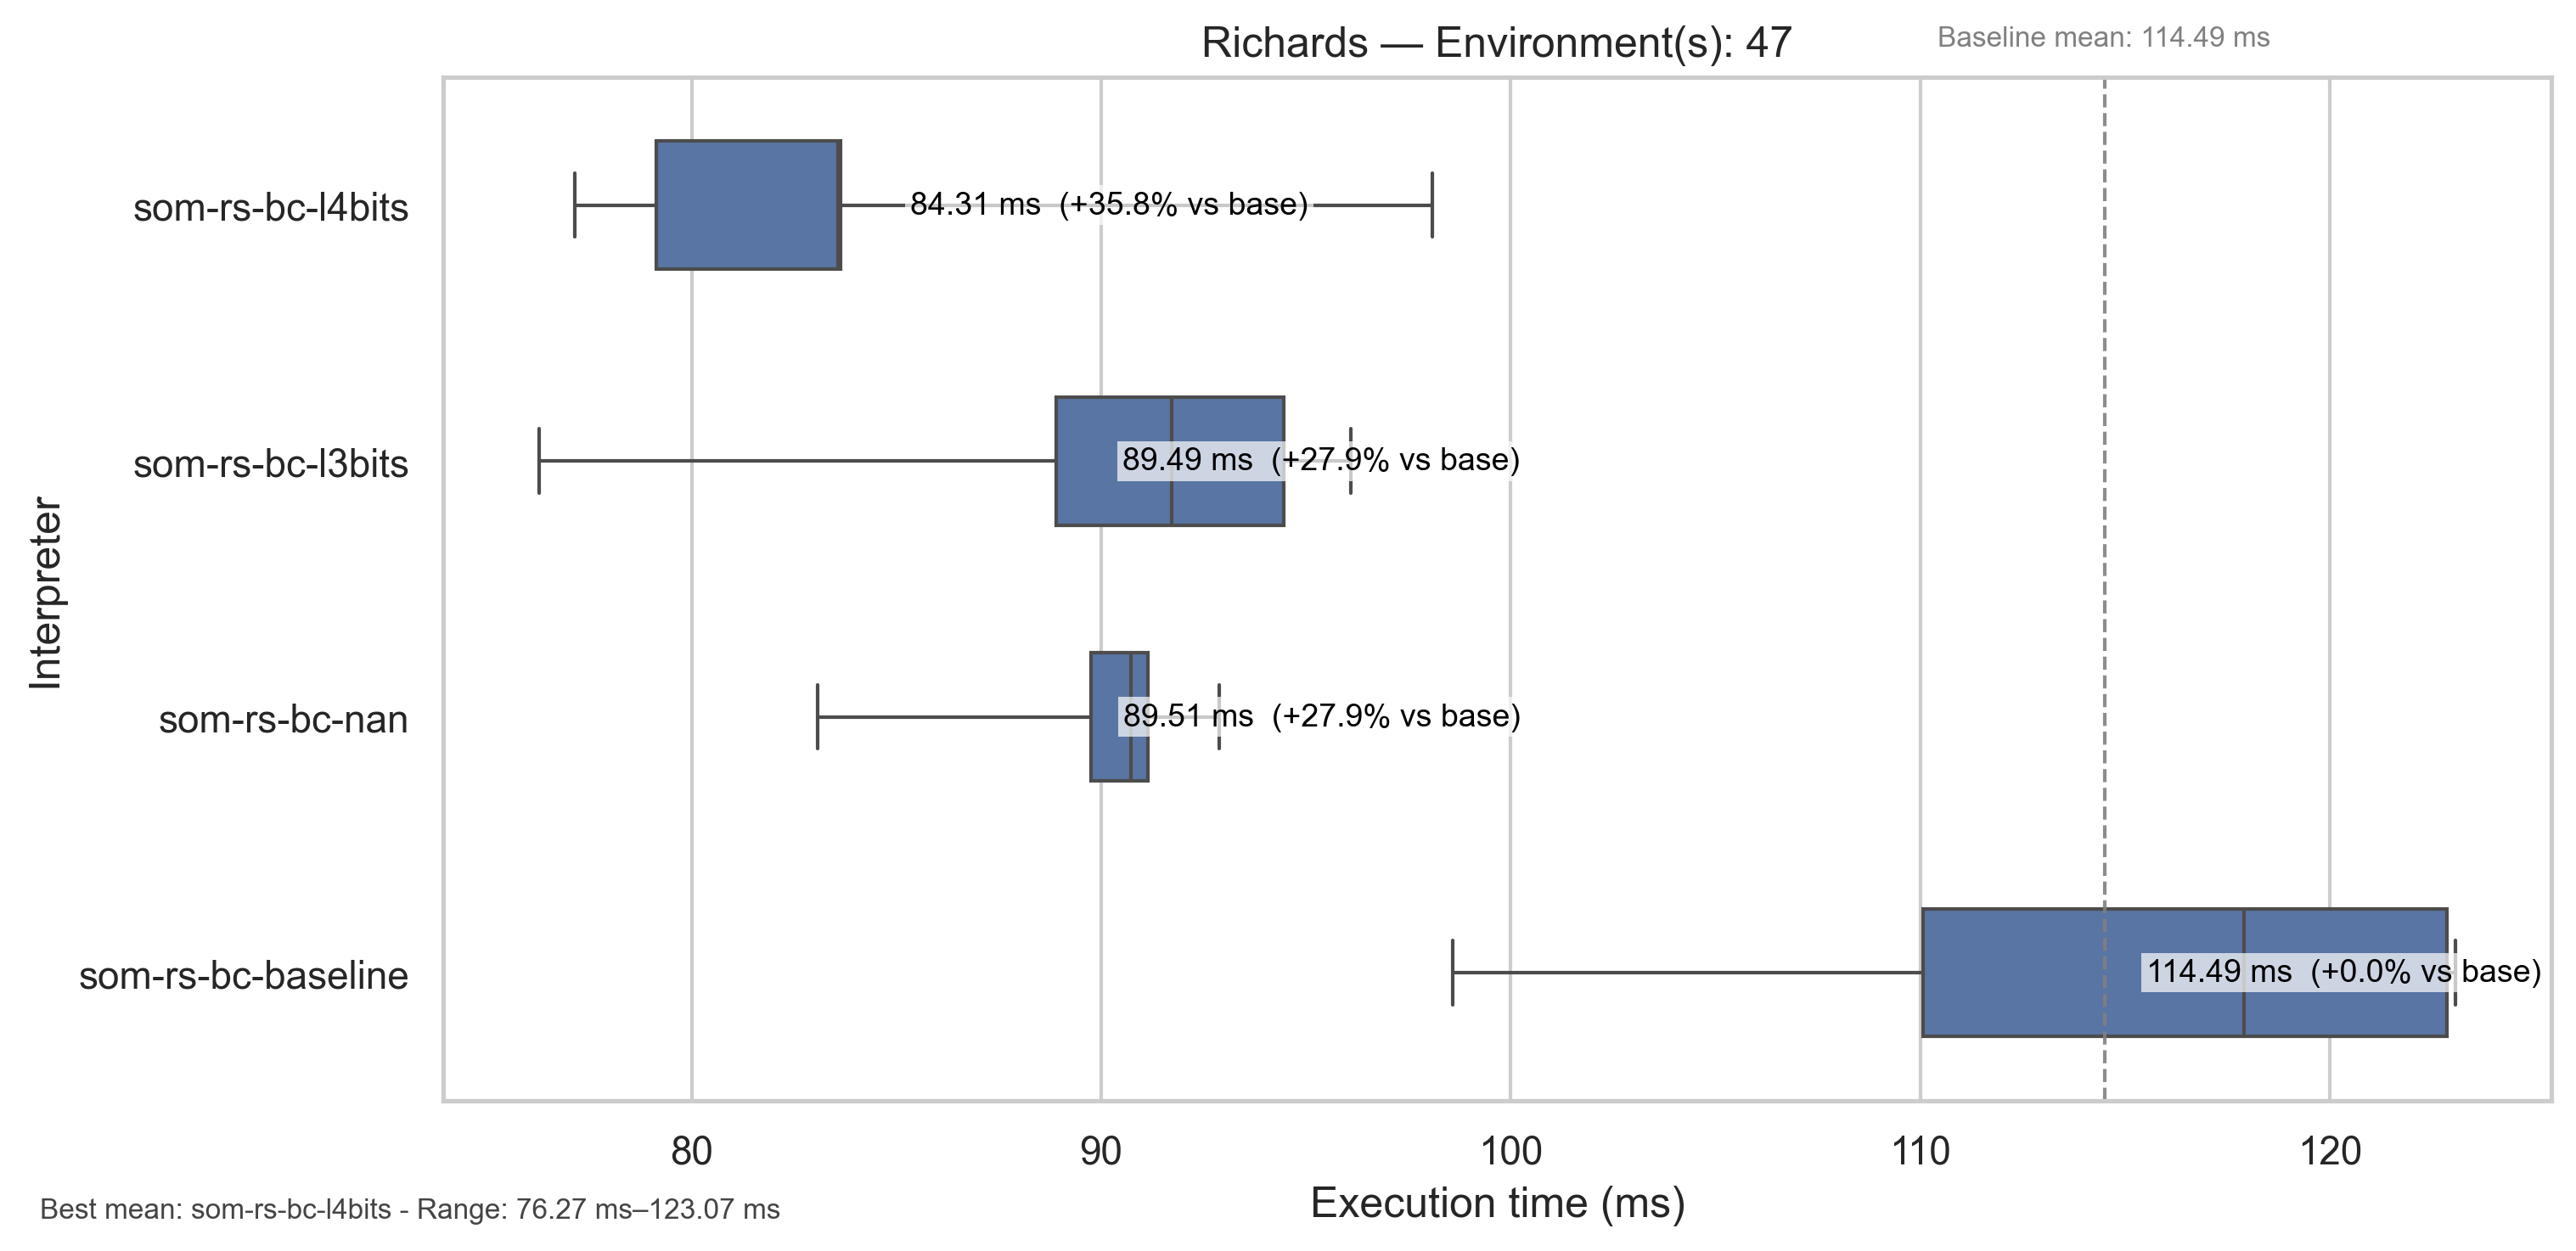 Richards — Environment(s): 47
Baseline mean: 114.49 ms
som-rs-bc-l4bits
84.31 ms (+35.8% vs base)
som-rs-bc-l3bits
89.49 ms (+27.9% vs base)
Interpreter
som-rs-bc-nan
89.51 ms (+27.9% vs base)
som-rs-bc-baseline
114.49 ms (+0.0% vs base)
80 90 100 110 120
Execution time (ms)
Best mean: som-rs-bc-l4bits - Range: 76.27 ms–123.07 ms